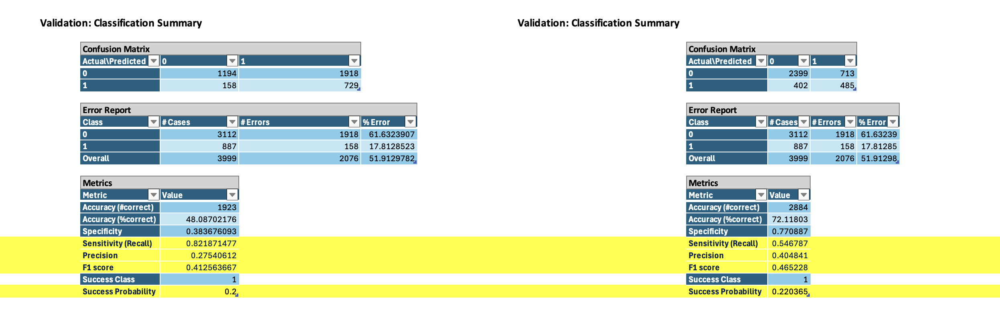 Validation: Classification Summary Validation: Classification Summary
Confusion Matrix Confusion Matrix
Actual\Predicted 0 1 Actual\Predicted 0 1
0 1194 1918 0 2399 713
1 158 729 1 402 485
Error Report Error Report
Class # Cases # Errors % Error Class # Cases # Errors % Error
0 3112 1918 61.6323907 0 3112 1918 61.63239
1 887 158 17.8128523 1 887 158 17.81285
Overall 3999 2076 51.9129782 Overall 3999 2076 51.91298
Metrics Metrics
Metric Value Metric Value
Accuracy (#correct) 1923 Accuracy (#correct) 2884
Accuracy (%correct) 48.08702176 Accuracy (%correct) 72.11803
Specificity 0.383676093 Specificity 0.770887
Sensitivity (Recall) 0.821871477 Sensitivity (Recall) 0.546787
Precision 0.27540612 Precision 0.404841
F1 score 0.412563667 F1 score 0.465228
Success Class 1 Success Class 1
Success Probability 0.2 Success Probability 0.220365